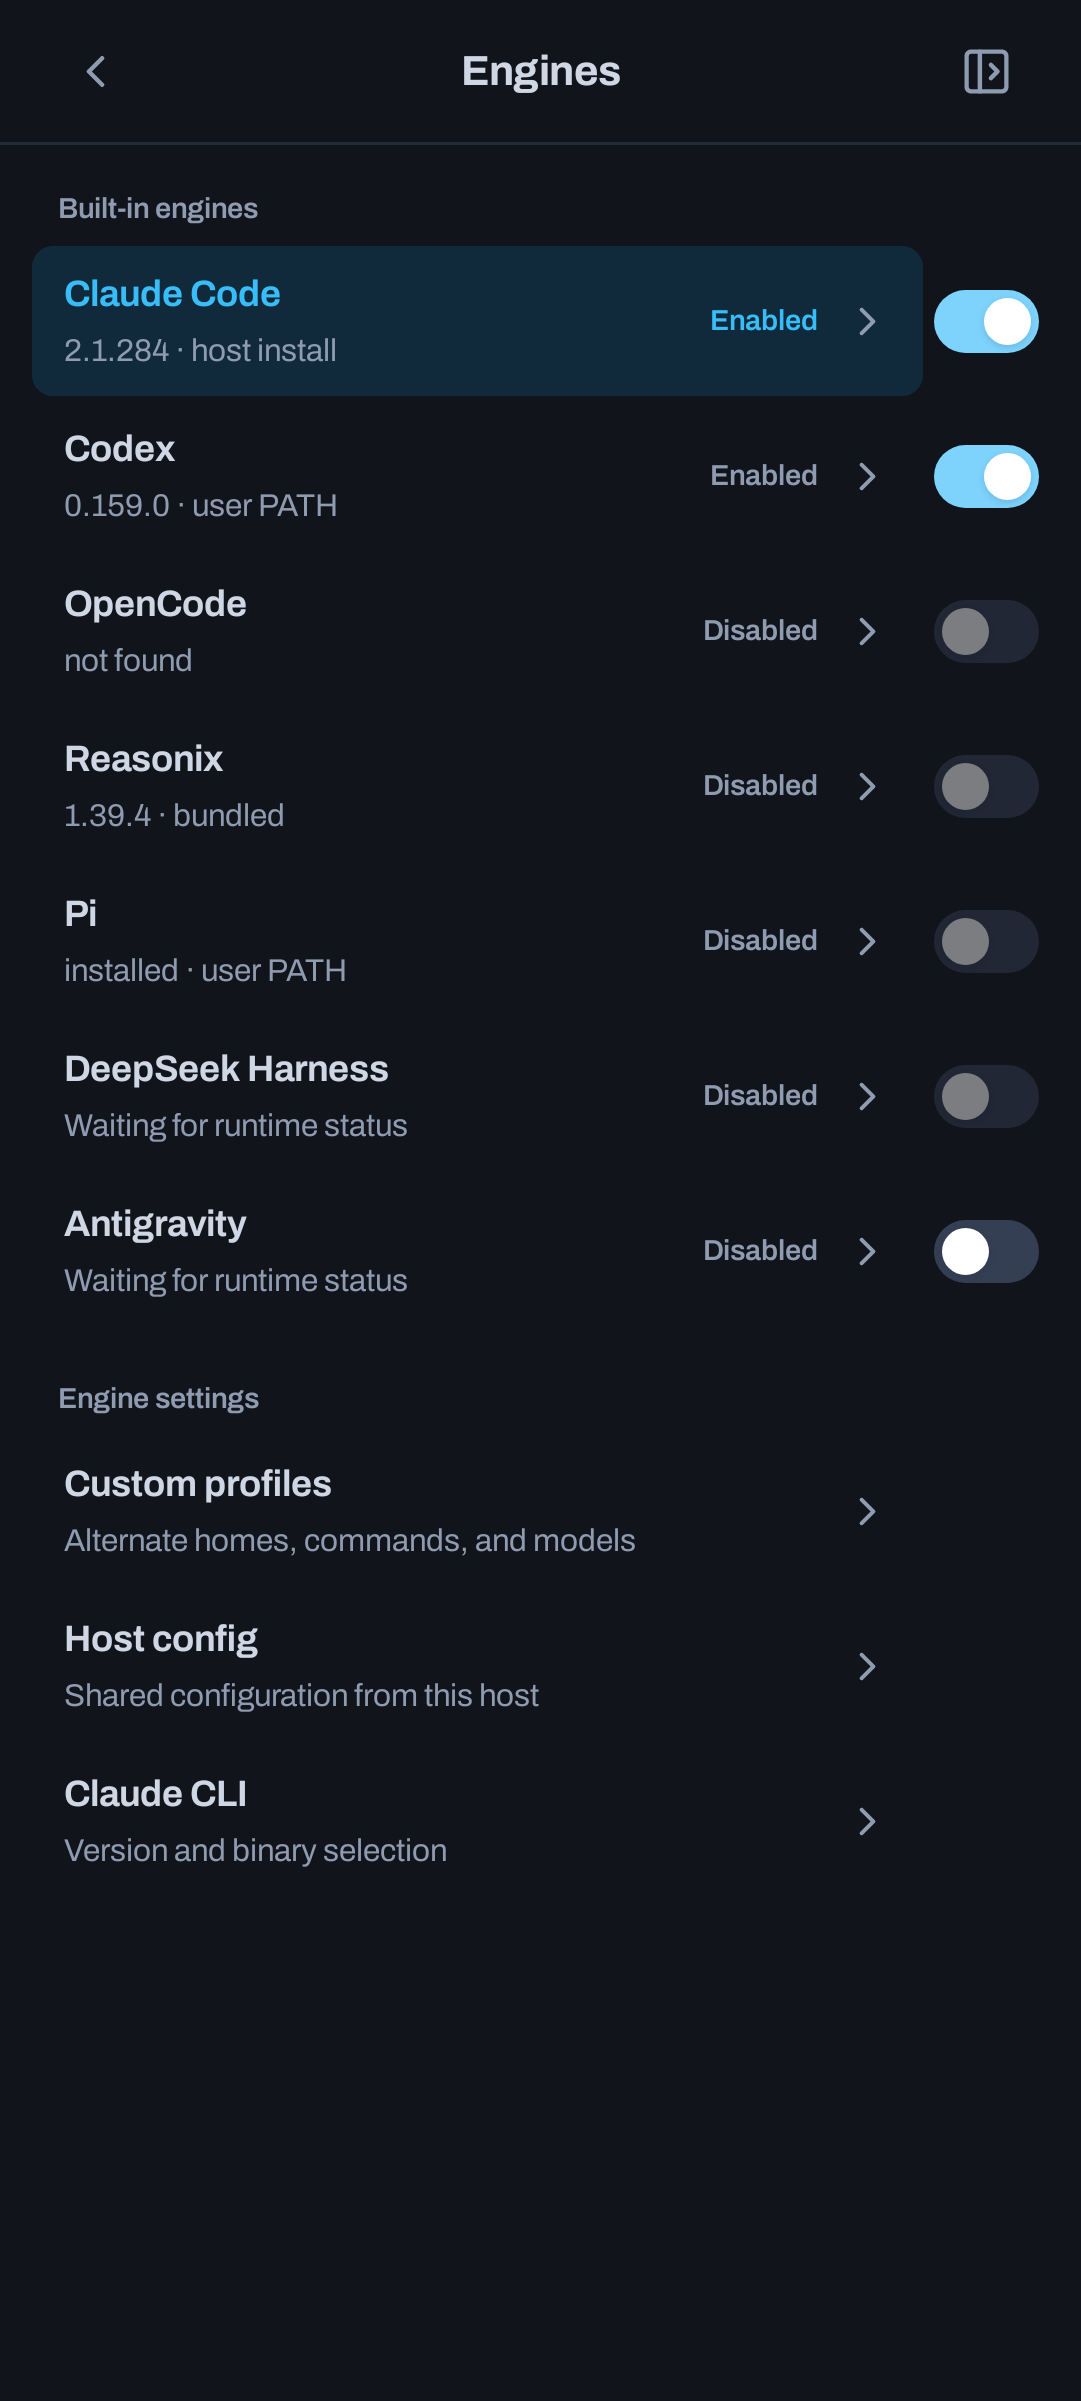 Engines
Built-in engines
Claude Code
2.1.284 · host install
Enabled
Codex
0.159.0 · user PATH
Enabled
OpenCode
not found
Disabled
Reasonix
1.39.4 · bundled
Disabled
Pi
installed · user PATH
Disabled
DeepSeek Harness
Waiting for runtime status
Disabled
Antigravity
Waiting for runtime status
Disabled
Engine settings
Custom profiles
Alternate homes, commands, and models
Host config
Shared configuration from this host
Claude CLI
Version and binary selection